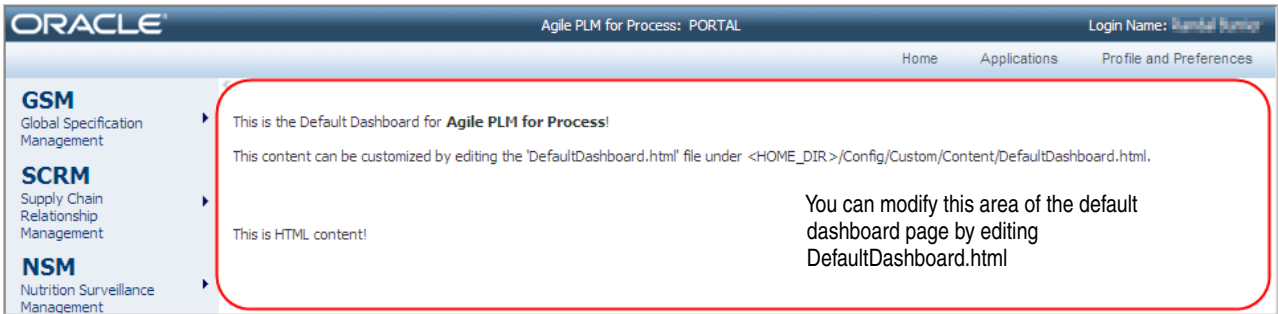 ORACLE
Agile PLM for Process: PORTAL
Login Name:
Home Applications Profile and Preferences
GSM
Global Specification
Management
SCRM
Supply Chain
Relationship
Management
NSM
Nutrition Surveillance
Management
This is the Default Dashboard for Agile PLM for Process!
This content can be customized by editing the 'DefaultDashboard.html' file under <HOME_DIR>/Config/Custom/Content/DefaultDashboard.html.
This is HTML content!
You can modify this area of the default
dashboard page by editing
DefaultDashboard.html